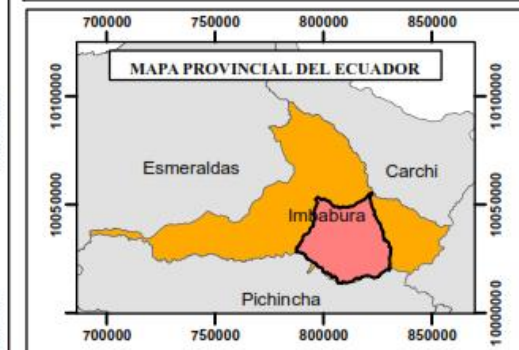 700000 750000 800000 850000
MAPA PROVINCIAL DEL ECUADOR
10100000
10100000
Esmeraldas
Carchi
10050000
10050000
Imbabura
Pichincha
10000000
700000 750000 800000 850000